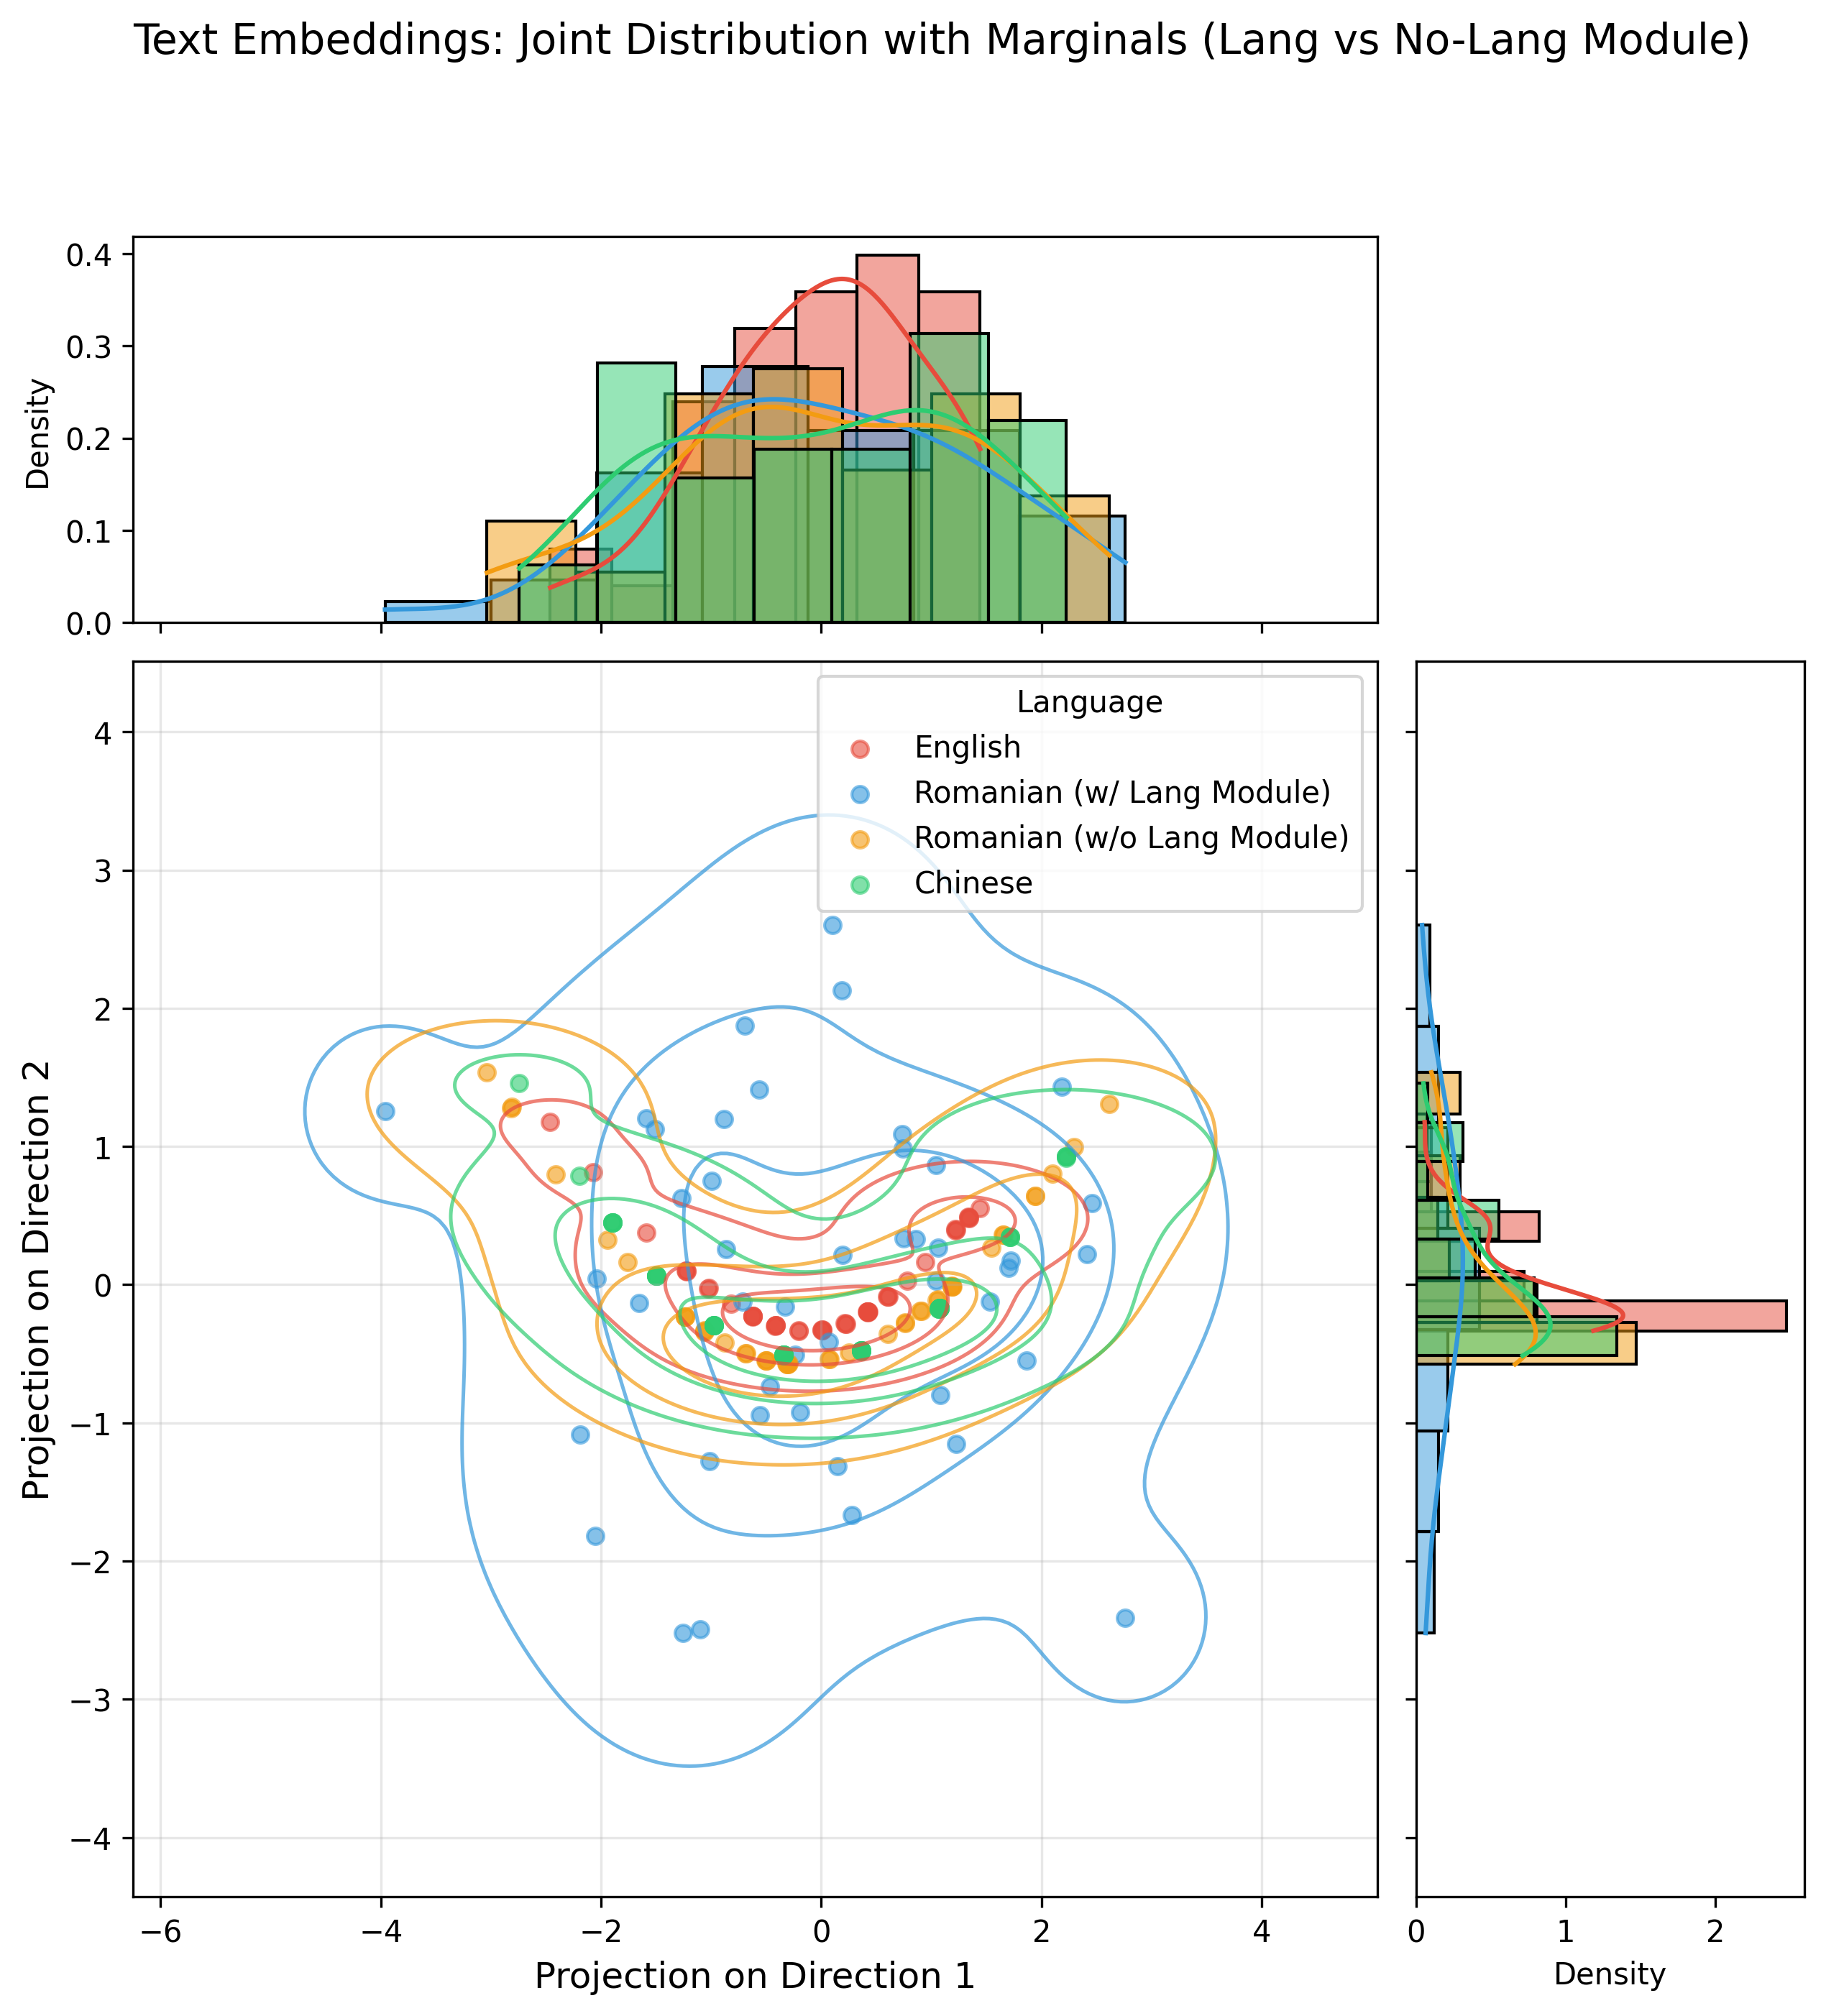 Text Embeddings: Joint Distribution with Marginals (Lang vs No-Lang Module)
Density
0.4
0.3
0.2
0.1
0.0
Projection on Direction 2
4
3
2
1
0
−1
−2
−3
−4
Language
English
Romanian (w/ Lang Module)
Romanian (w/o Lang Module)
Chinese
−6
−4
−2
0
2
4
Projection on Direction 1
0
1
2
Density